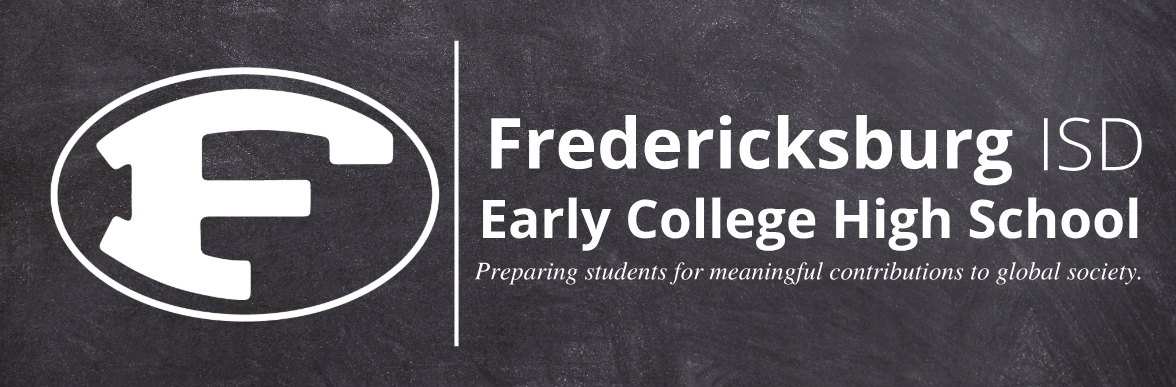 F
Fredericksburg ISD
Early College High School
Preparing students for meaningful contributions to global society.